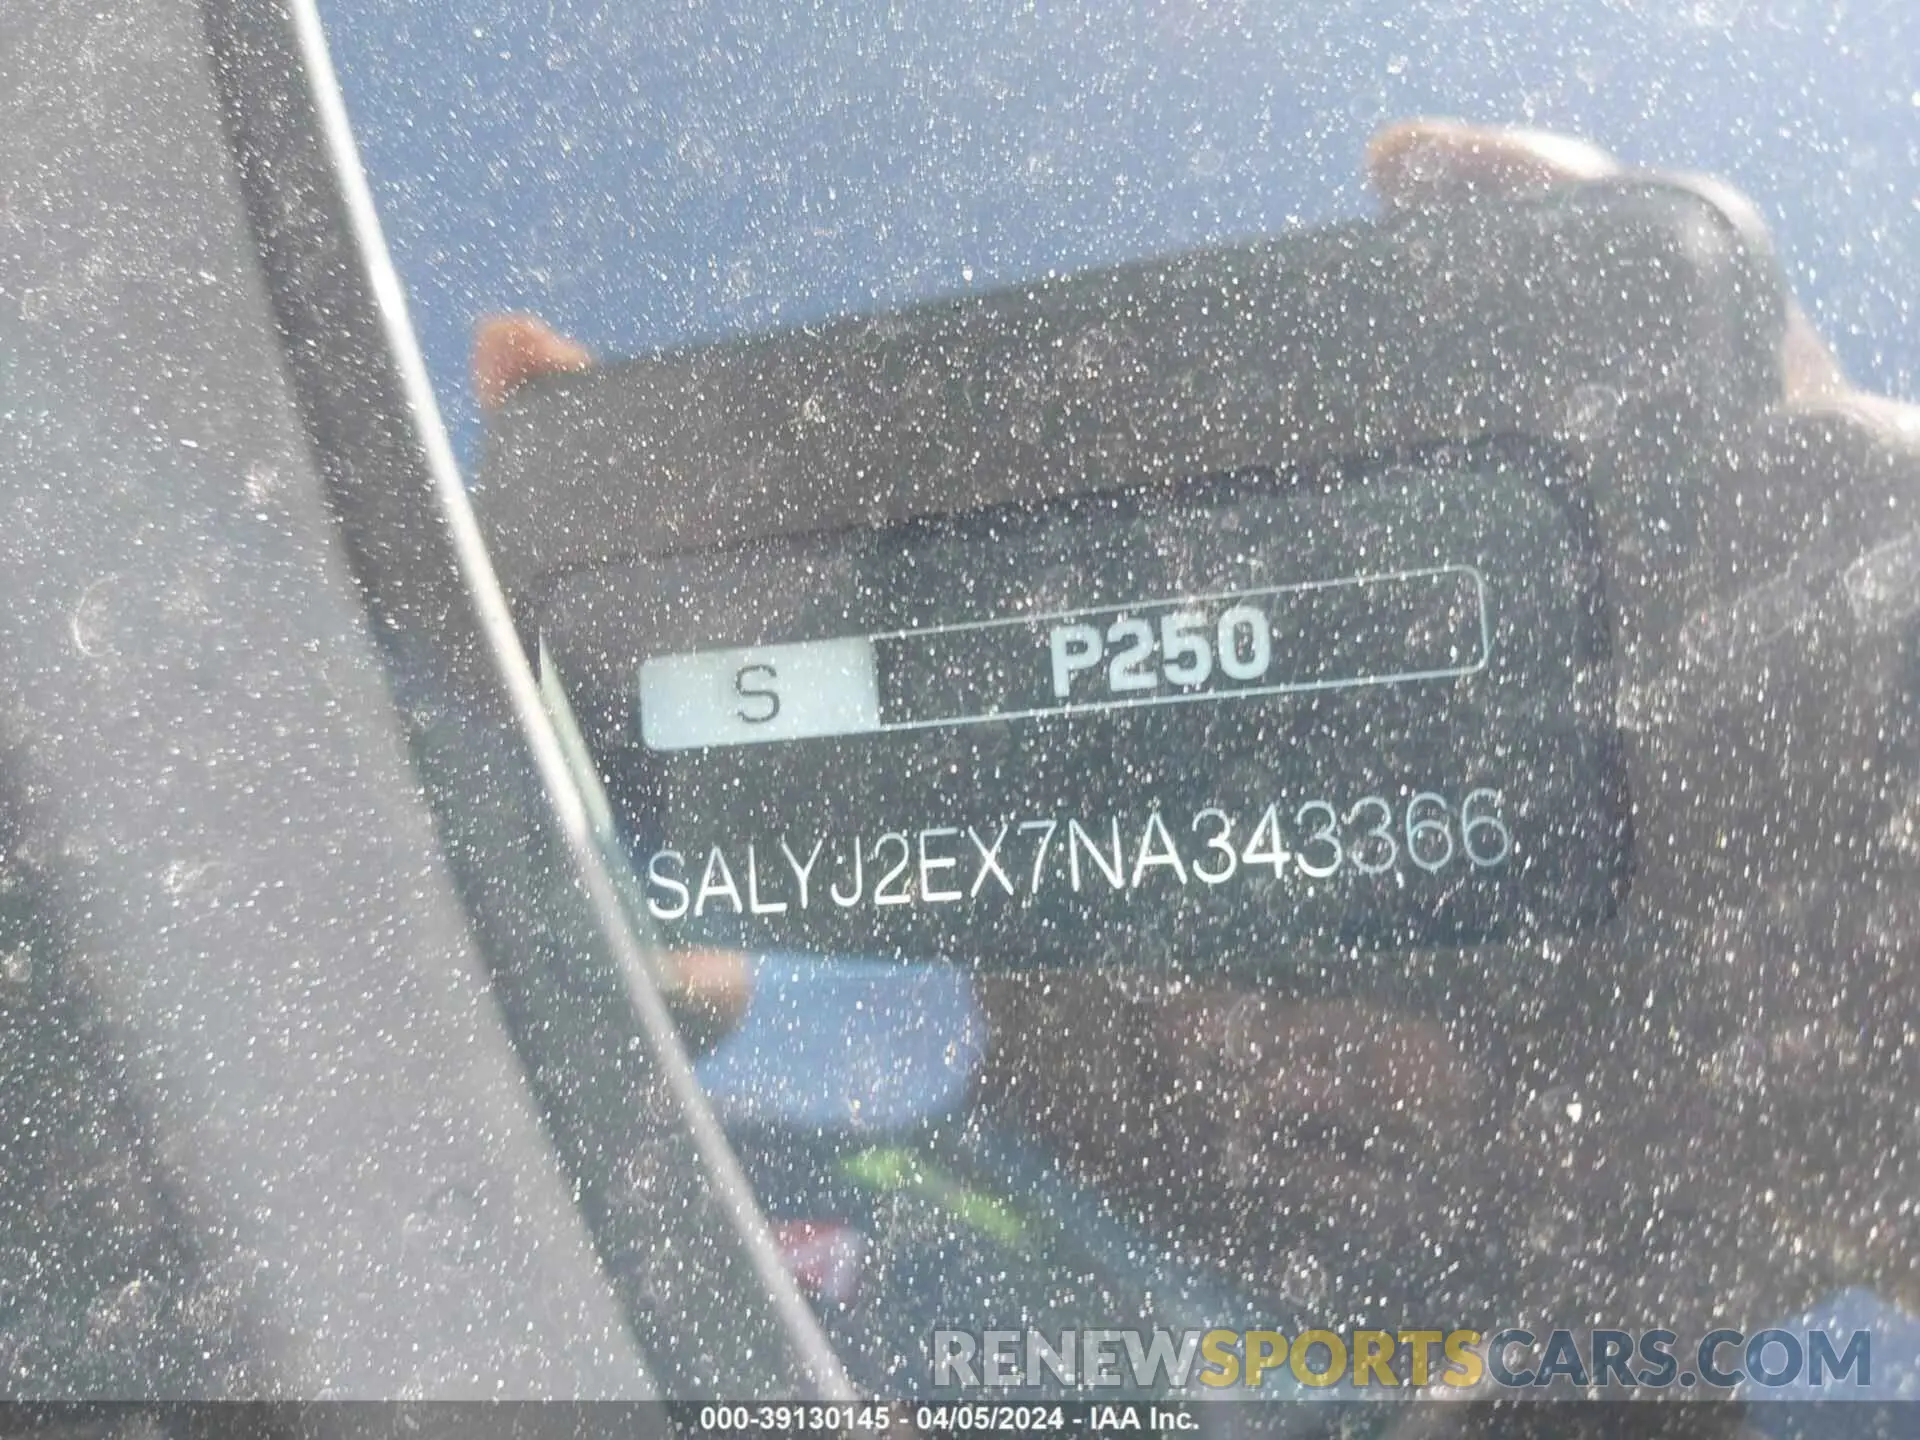 S P250
SALYJ2EX7NA343366
RENEWSPORTSCARS.COM
000-39130145 - 04/05/2024 - IAA Inc.